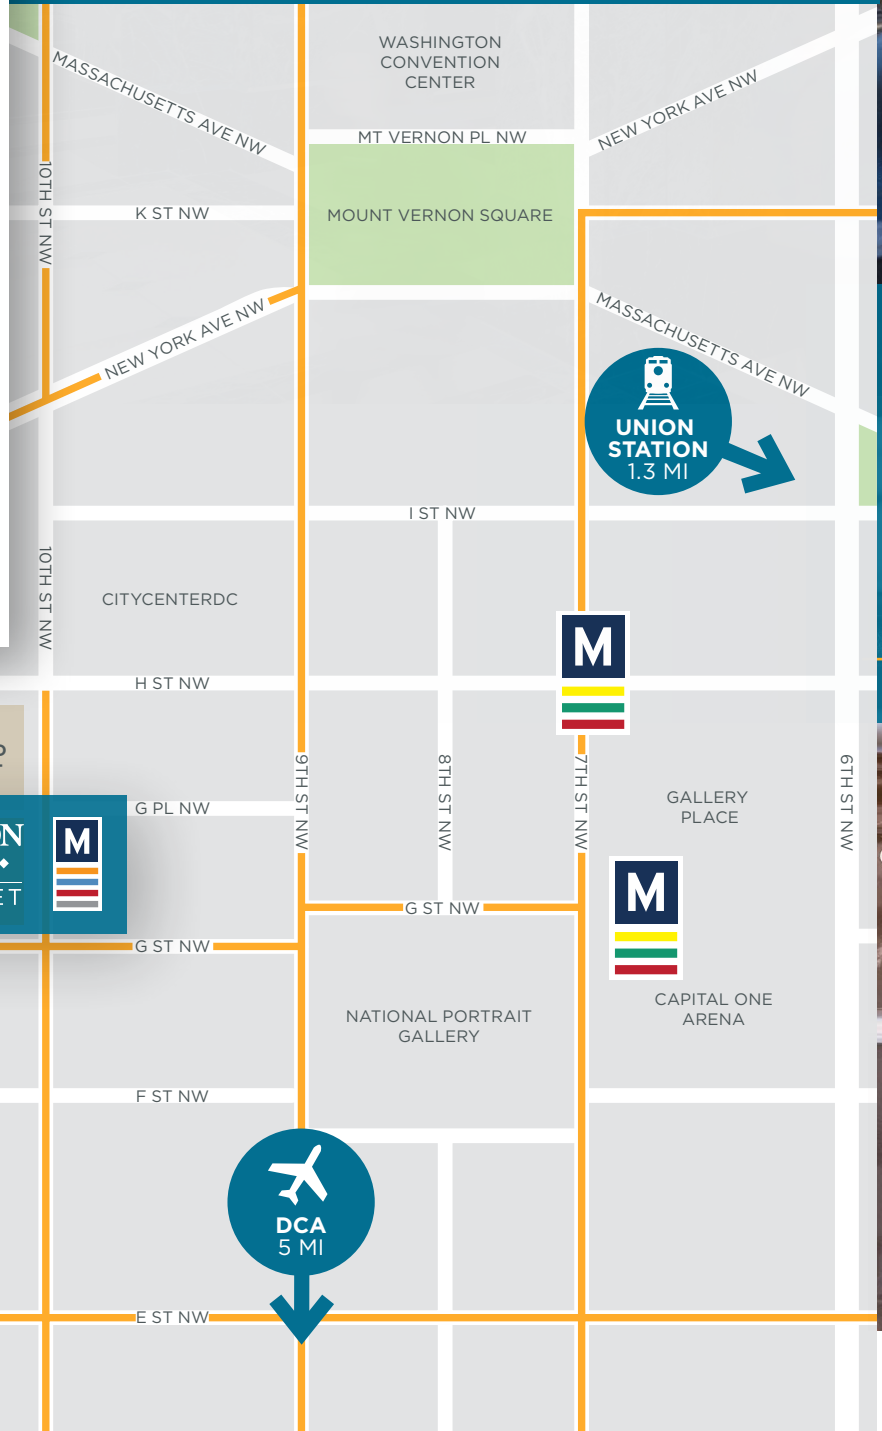 WASHINGTON
CONVENTION
CENTER
MASSACHUSETTS AVE NW
NEW YORK AVE NW
MT VERNON PL NW
10TH ST NW
K ST NW
MOUNT VERNON SQUARE
NEW YORK AVE NW
MASSACHUSETTS AVE NW
UNION
STATION
1.3 MI
I ST NW
10TH ST NW
CITYCENTERDC
M
H ST NW
9TH ST NW
8TH ST NW
7TH ST NW
6TH ST NW
GALLERY
PLACE
G PL NW
M
M
G ST NW
G ST NW
CAPITAL ONE
ARENA
NATIONAL PORTRAIT
GALLERY
F ST NW
DCA
5 MI
E ST NW